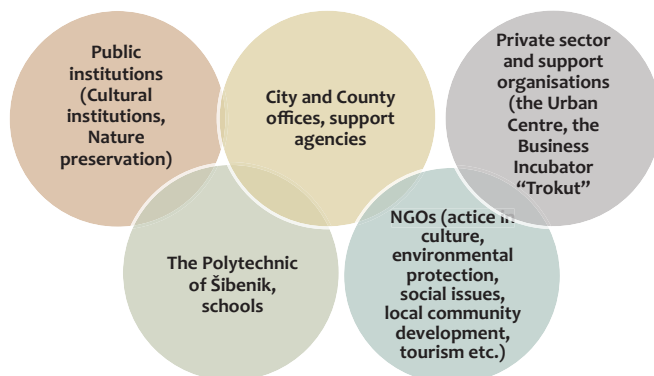 Public
institutions
(Cultural
institutions,
Nature
preservation)
City and County
offices, support
agencies
Private sector
and support
organisations
(the Urban
Centre, the
Business
Incubator
“Trokut”
The Polytechnic
of Šibenik,
schools
NGOs (actice in
culture,
environmental
protection,
social issues,
local community
development,
tourism etc.)